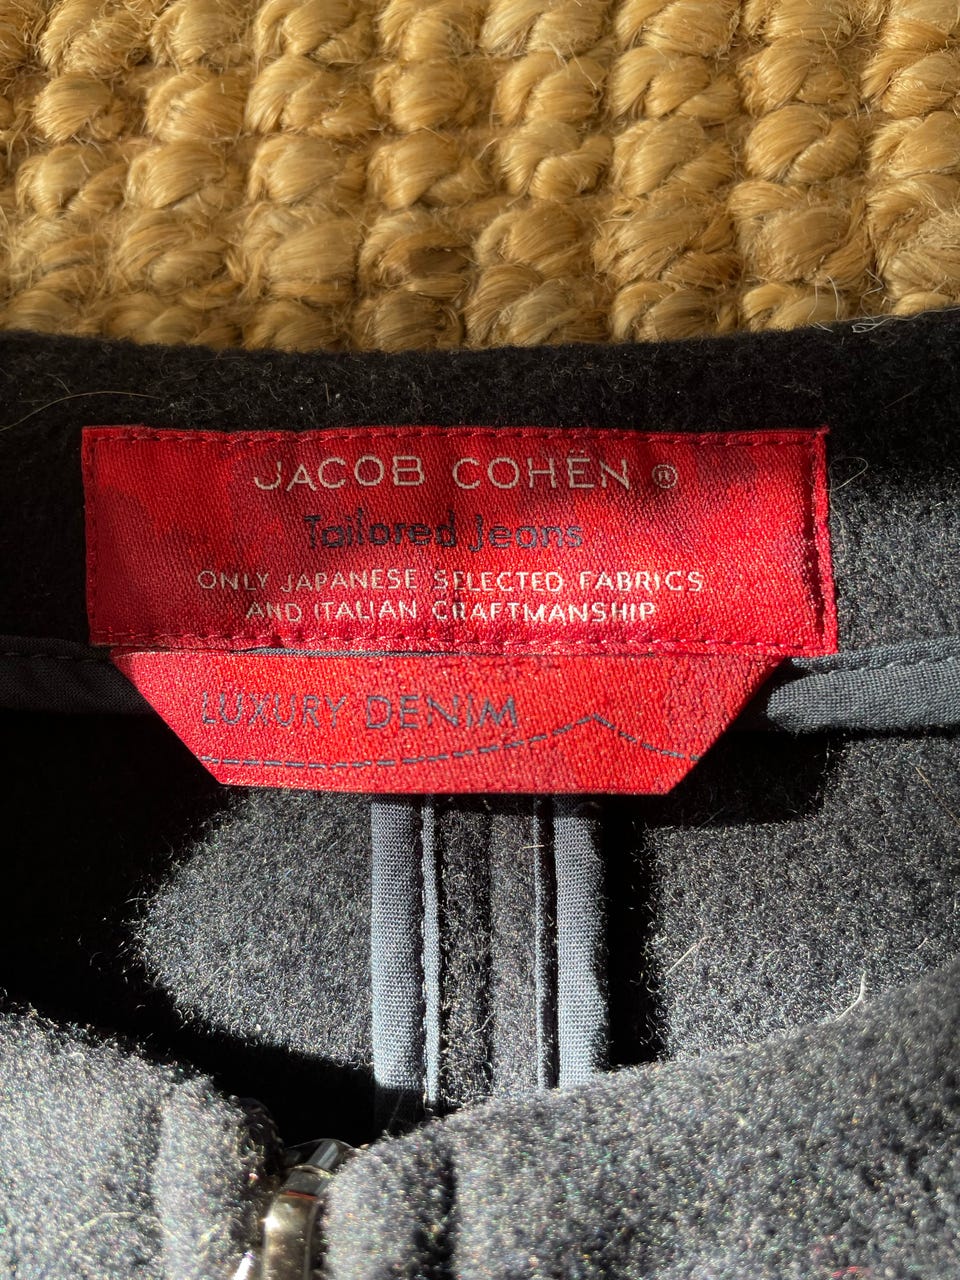 JACOB COHËN ®
Tailored Jeans
ONLY JAPANESE SELECTED FABRICS
AND ITALIAN CRAFTMANSHIP
LUXURY DENIM